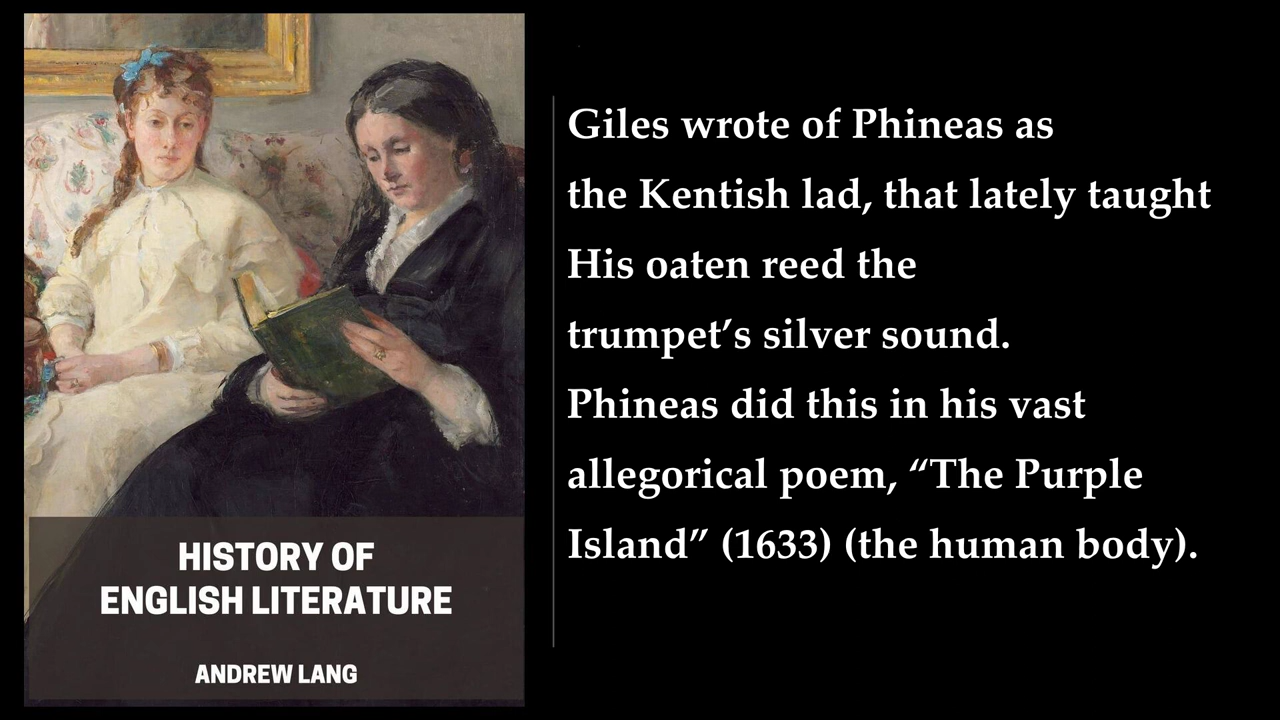 HISTORY OF
ENGLISH LITERATURE
ANDREW LANG
Giles wrote of Phineas as
the Kentish lad, that lately taught
His oaten reed the
trumpet’s silver sound.
Phineas did this in his vast
allegorical poem, “The Purple
Island” (1633) (the human body).